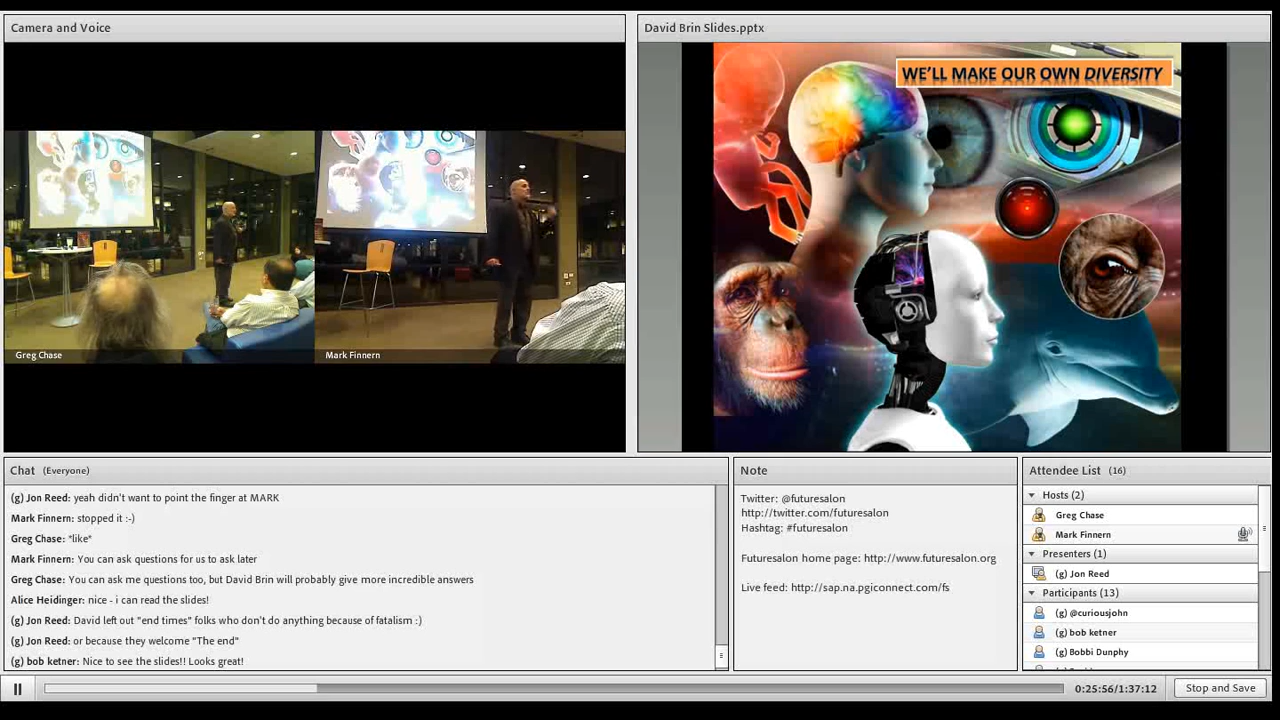 Camera and Voice
Greg Chase
Mark Finnern
David Brin Slides.pptx
WE'LL MAKE OUR OWN DIVERSITY
Chat (Everyone)
(g) Jon Reed: yeah didn't want to point the finger at MARK
Mark Finnern: stopped it :-)
Greg Chase: *like*
Mark Finnern: You can ask questions for us to ask later
Greg Chase: You can ask me questions too, but David Brin will probably give more incredible answers
Alice Heidinger: nice - i can read the slides!
(g) Jon Reed: David left out "end times" folks who don't do anything because of fatalism :)
(g) Jon Reed: or because they welcome "The end"
(g) bob ketner: Nice to see the slides!! Looks great!
Note
Twitter: @futuresalon
http://twitter.com/futuresalon
Hashtag: #futuresalon
Futuresalon home page: http://www.futuresalon.org
Live feed: http://sap.na.pgiconnect.com/fs
Attendee List (16)
Hosts (2)
Greg Chase
Mark Finnern
Presenters (1)
(g) Jon Reed
Participants (13)
(g) @curiousjohn
(g) bob ketner
(g) Bobbi Dunphy
0:25:56/1:37:12
Stop and Save